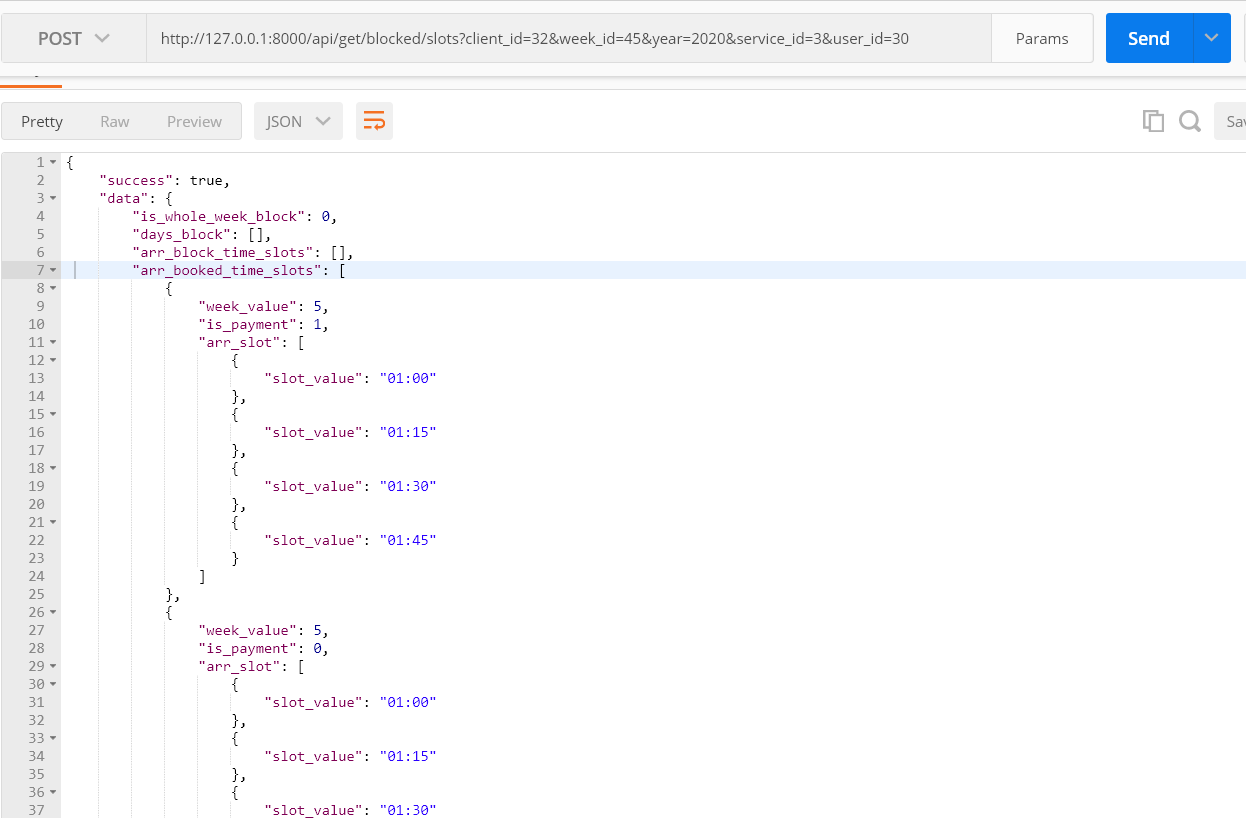 POST http://127.0.0.1:8000/api/get/blocked/slots?client_id=32&week_id=45&year=2020&service_id=3&user_id=30 Params Send
Pretty Raw Preview JSON Sav
1 {
2 "success": true,
3 "data": {
4 "is_whole_week_block": 0,
5 "days_block": [],
6 "arr_block_time_slots": [],
7 "arr_booked_time_slots": [
8 {
9 "week_value": 5,
10 "is_payment": 1,
11 "arr_slot": [
12 {
13 "slot_value": "01:00"
14 },
15 {
16 "slot_value": "01:15"
17 },
18 {
19 "slot_value": "01:30"
20 },
21 {
22 "slot_value": "01:45"
23 }
24 ]
25 },
26 {
27 "week_value": 5,
28 "is_payment": 0,
29 "arr_slot": [
30 {
31 "slot_value": "01:00"
32 },
33 {
34 "slot_value": "01:15"
35 },
36 {
37 "slot_value": "01:30"